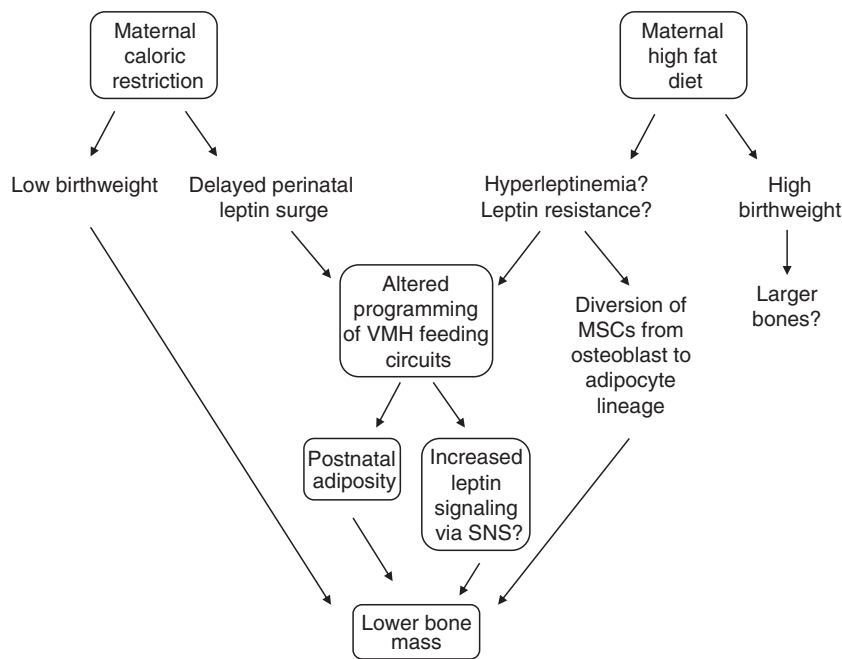 Maternal
caloric
restriction
Maternal
high fat
diet
Low birthweight
Delayed perinatal
leptin surge
Hyperleptinemia?
Leptin resistance?
High
birthweight
Altered
programming
of VMH feeding
circuits
Diversion of
MSCs from
osteoblast to
adipocyte
lineage
Larger
bones?
Postnatal
adiposity
Increased
leptin
signaling
via SNS?
Lower bone
mass